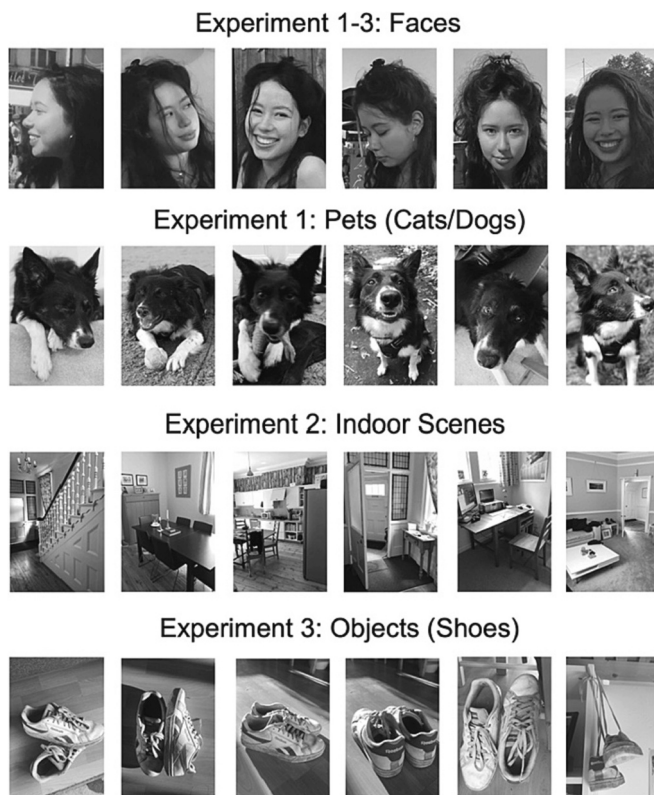 Experiment 1-3: Faces
Experiment 1: Pets (Cats/Dogs)
Experiment 2: Indoor Scenes
Experiment 3: Objects (Shoes)